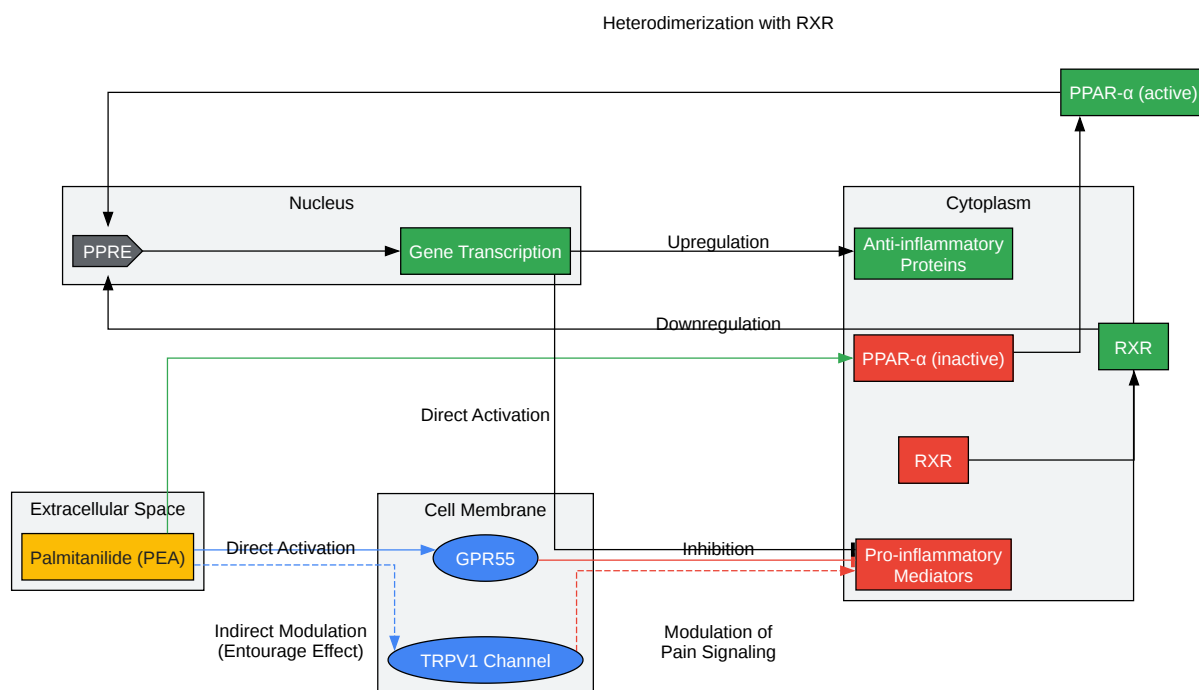 Heterodimerization with RXR
PPAR-α (active)
Nucleus
Cytoplasm
PPRE
Gene Transcription
Upregulation
Anti-inflammatory
Proteins
Downregulation
RXR
PPAR-α (inactive)
Direct Activation
RXR
Extracellular Space
Cell Membrane
Palmitanilide (PEA)
Direct Activation
GPR55
Inhibition
Pro-inflammatory
Mediators
Indirect Modulation
(Entourage Effect)
TRPV1 Channel
Modulation of
Pain Signaling